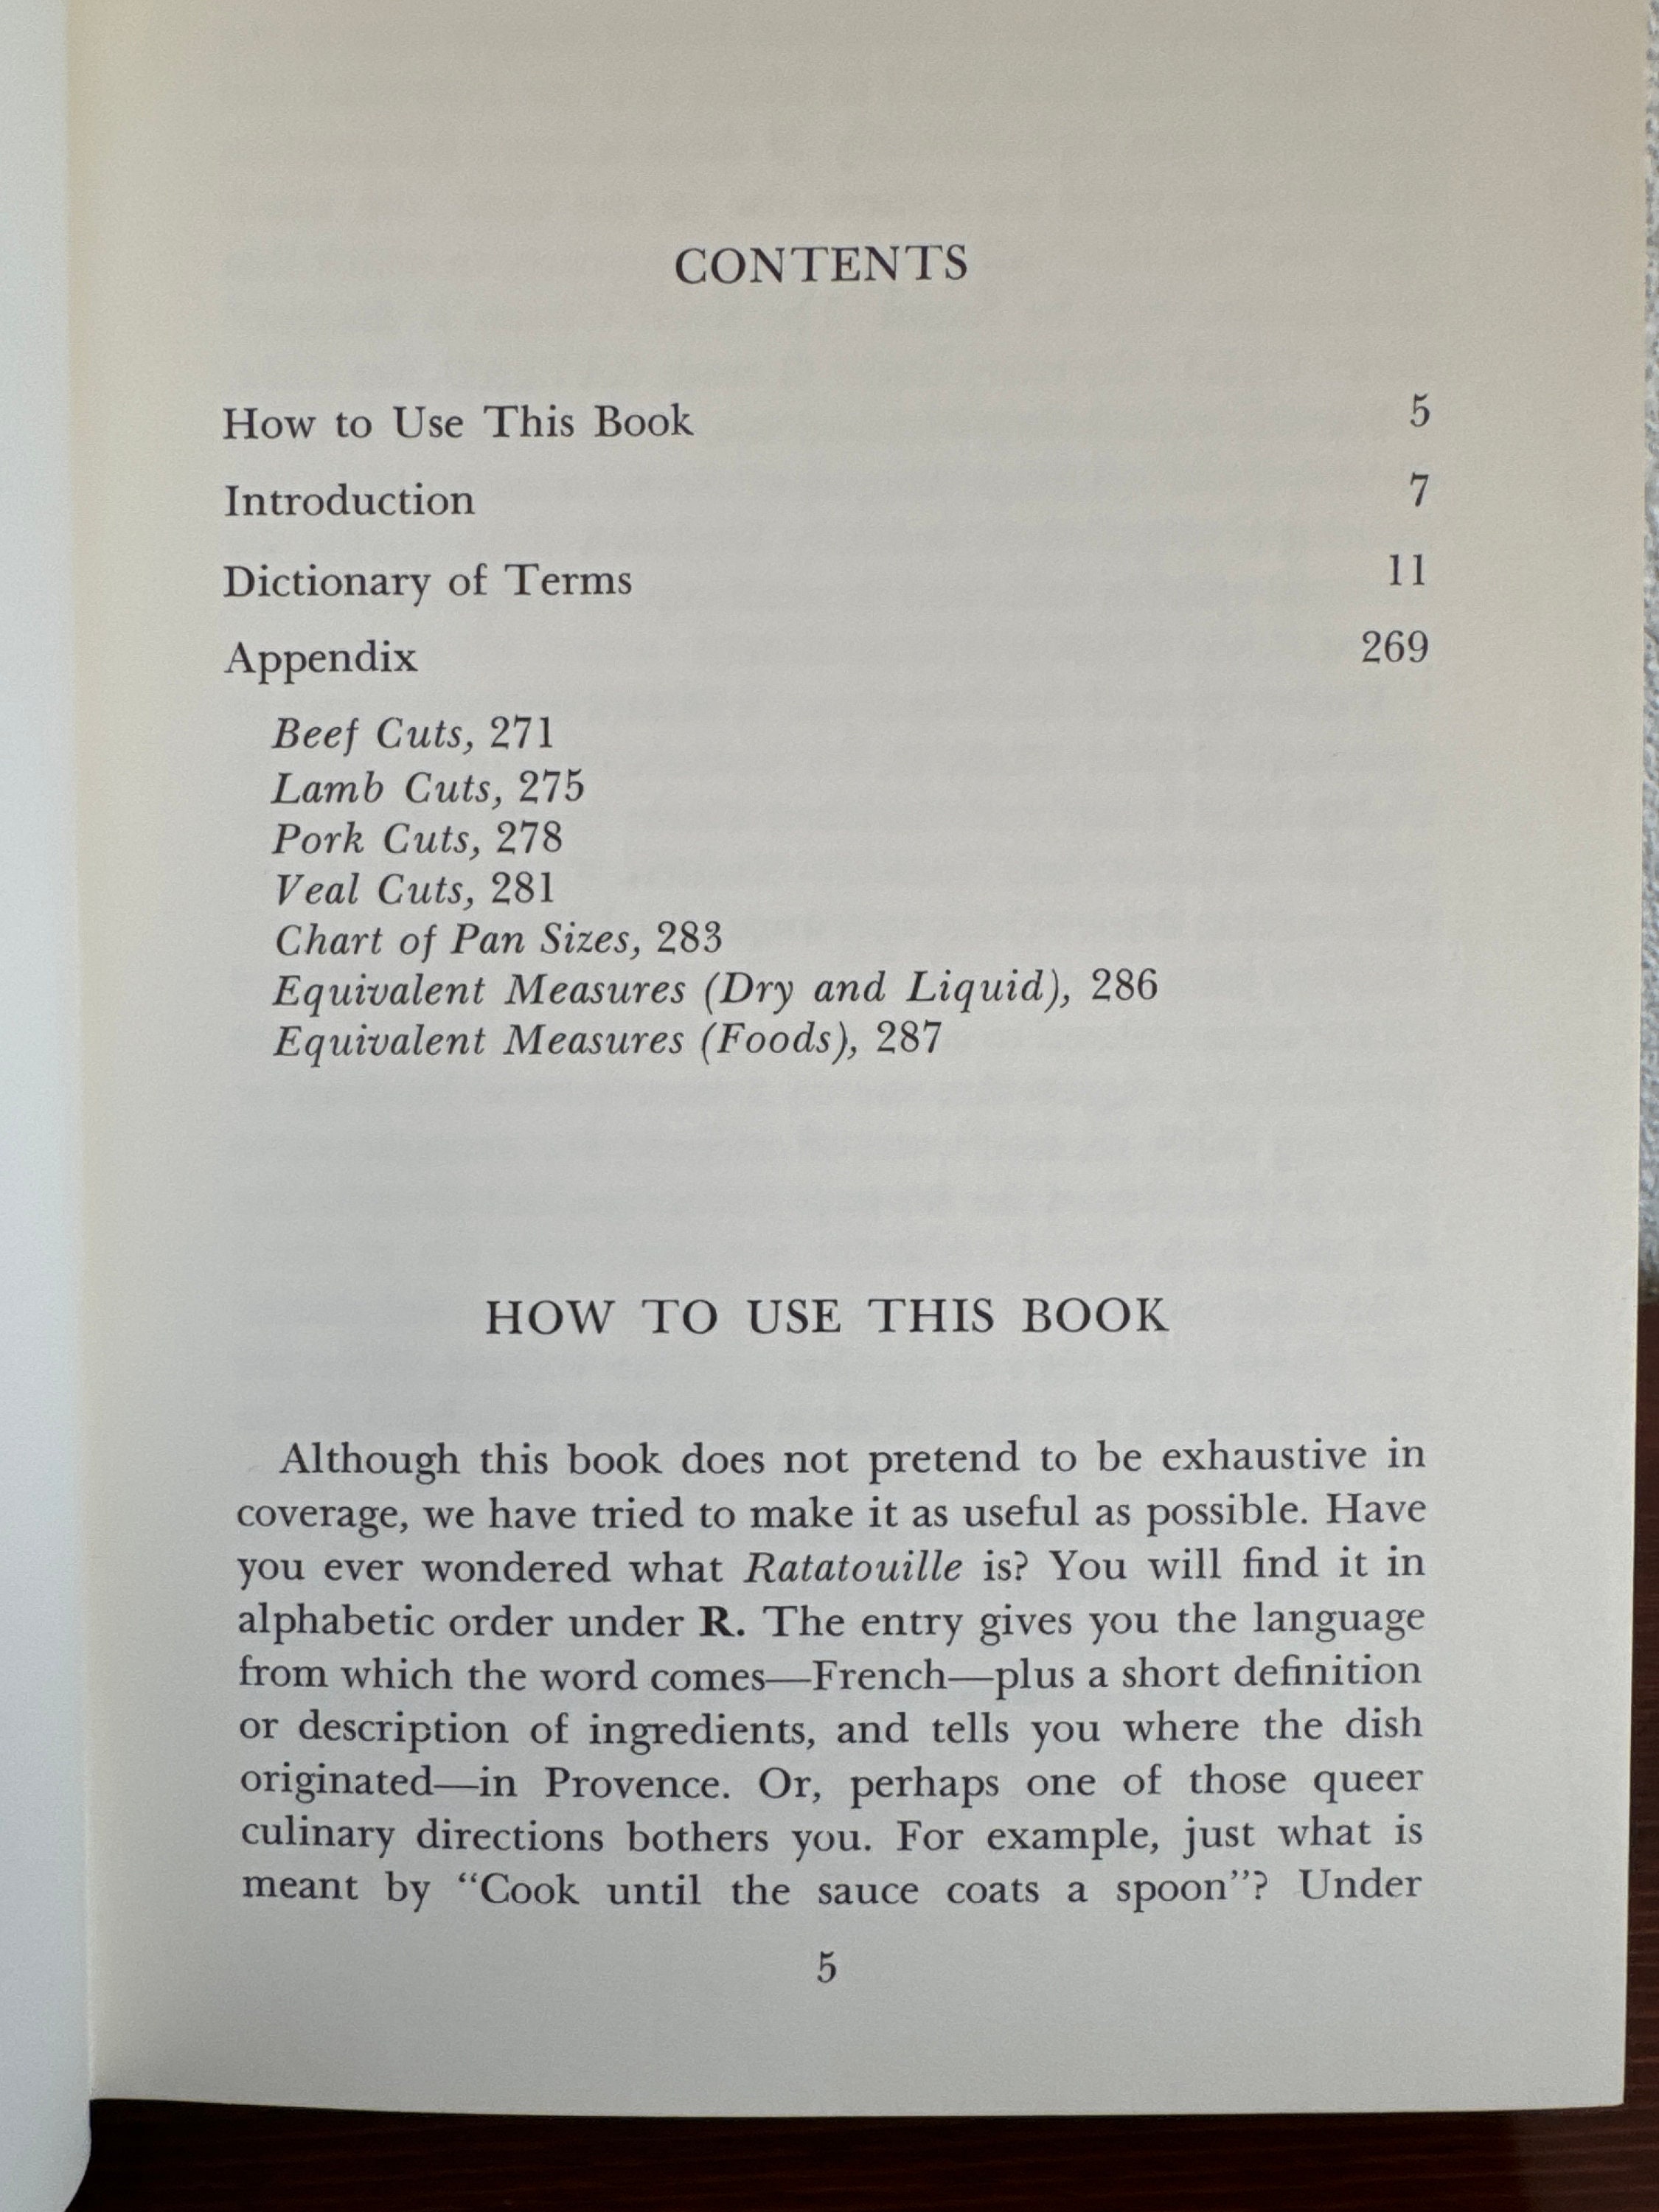 CONTENTS
How to Use This Book 5
Introduction 7
Dictionary of Terms 11
Appendix 269
Beef Cuts, 271
Lamb Cuts, 275
Pork Cuts, 278
Veal Cuts, 281
Chart of Pan Sizes, 283
Equivalent Measures (Dry and Liquid), 286
Equivalent Measures (Foods), 287
HOW TO USE THIS BOOK
Although this book does not pretend to be exhaustive in
coverage, we have tried to make it as useful as possible. Have
you ever wondered what Ratatouille is? You will find it in
alphabetic order under R. The entry gives you the language
from which the word comes—French—plus a short definition
or description of ingredients, and tells you where the dish
originated—in Provence. Or, perhaps one of those queer
culinary directions bothers you. For example, just what is
meant by “Cook until the sauce coats a spoon”? Under
5